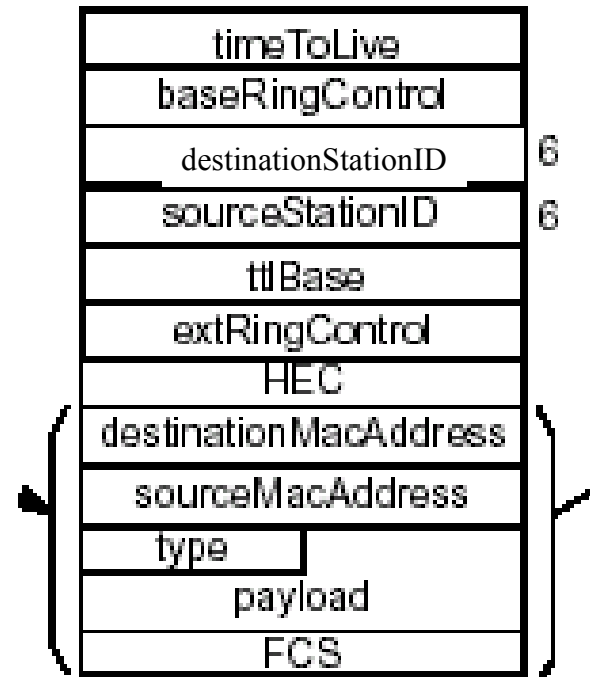 timeToLive
baseRingControl
destinationStationID 6
sourceStationID 6
ttlBase
extRingControl
HEC
destinationMacAddress
sourceMacAddress
type
payload
FCS